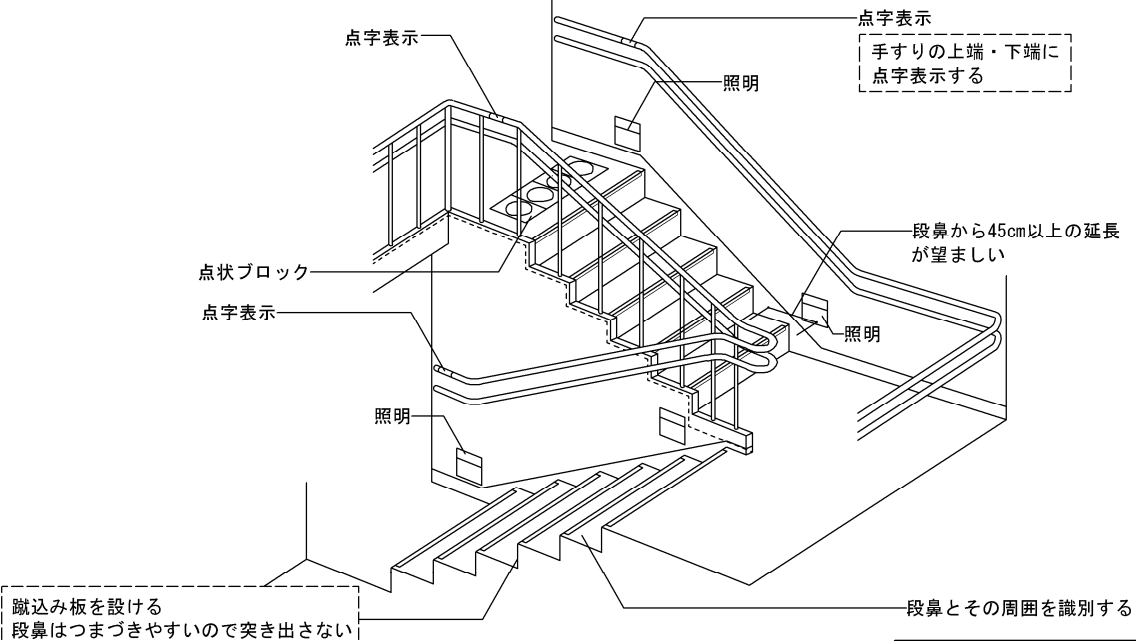 点字表示
点字表示
手すりの上端・下端に
点字表示する
照明
段鼻から45cm以上の延長
が望ましい
点状ブロック
点字表示
照明
照明
蹴込み板を設ける
段鼻はつまづきやすいので突き出さない
段鼻とその周囲を識別する